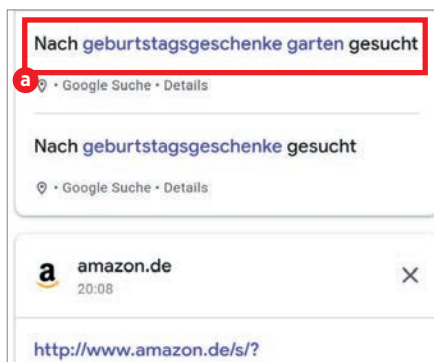 Nach geburtstagsgeschenke garten gesucht
a
• Google Suche • Details
Nach geburtstagsgeschenke gesucht
• Google Suche • Details
a amazon.de
20:08
http://www.amazon.de/s/?